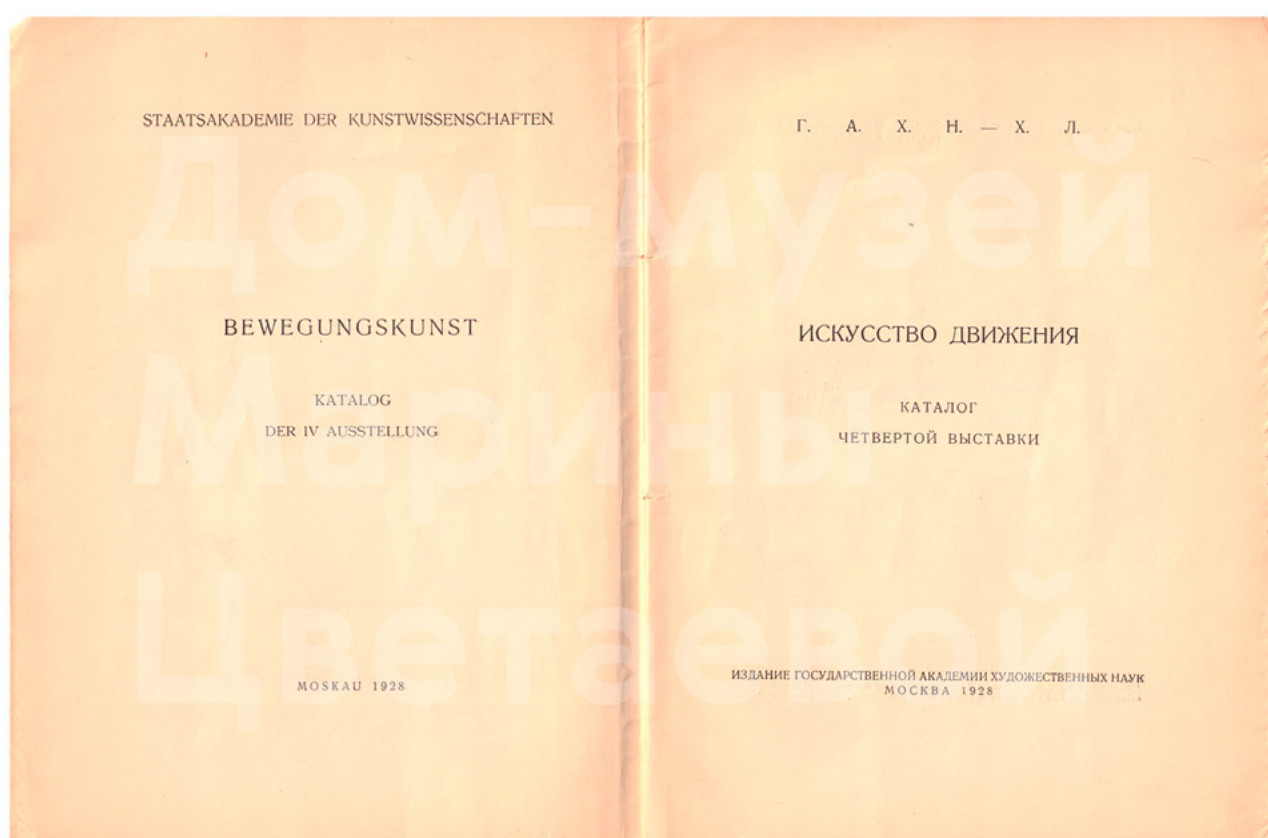 STAATSAKADEMIE DER KUNSTWISSENSCHAFTEN
BEWEGUNGSKUNST
KATALOG
DER IV AUSSTELLUNG
MOSKAU 1928
Г. А. Х. Н. — Х. Л.
ИСКУССТВО ДВИЖЕНИЯ
КАТАЛОГ
ЧЕТВЕРТОЙ ВЫСТАВКИ
ИЗДАНИЕ ГОСУДАРСТВЕННОЙ АКАДЕМИИ ХУДОЖЕСТВЕННЫХ НАУК
МОСКВА 1928
Дом-музей
Марины
Цветаевой